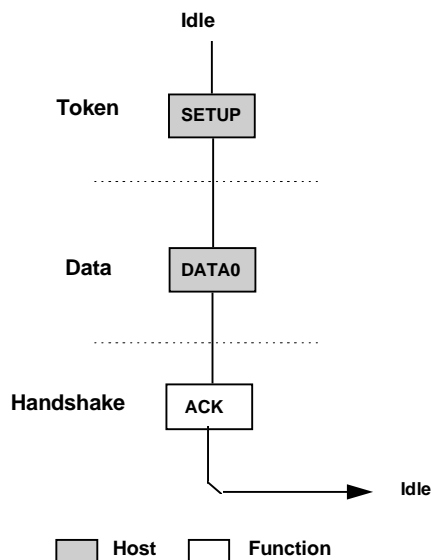 Idle
Token
SETUP
Data
DATA0
Handshake
ACK
Idle
Host
Function